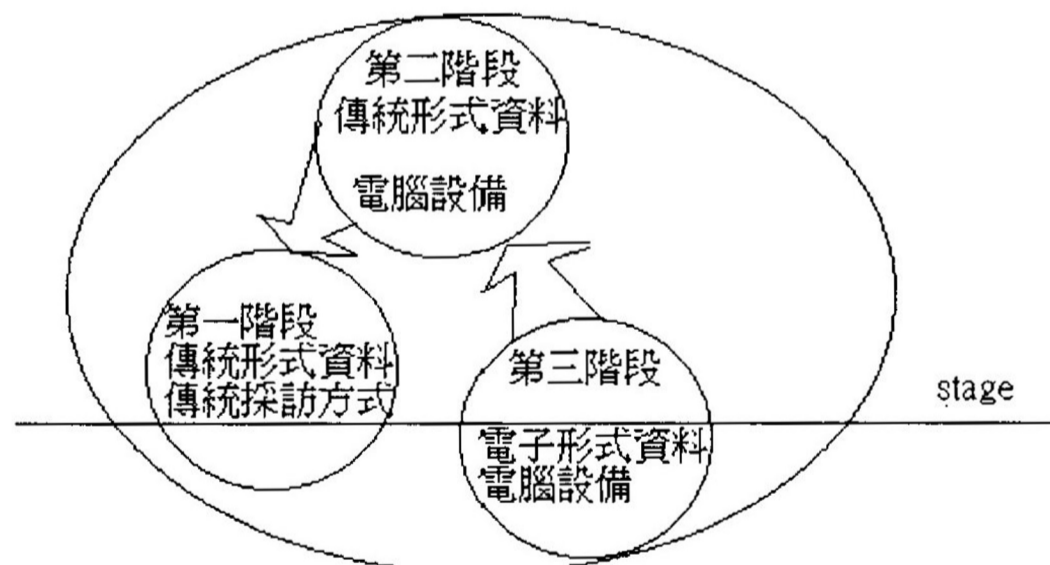 第二階段
傳統形式資料
電腦設備
第一階段
傳統形式資料
傳統採訪方式
第三階段
電子形式資料
電腦設備
stage